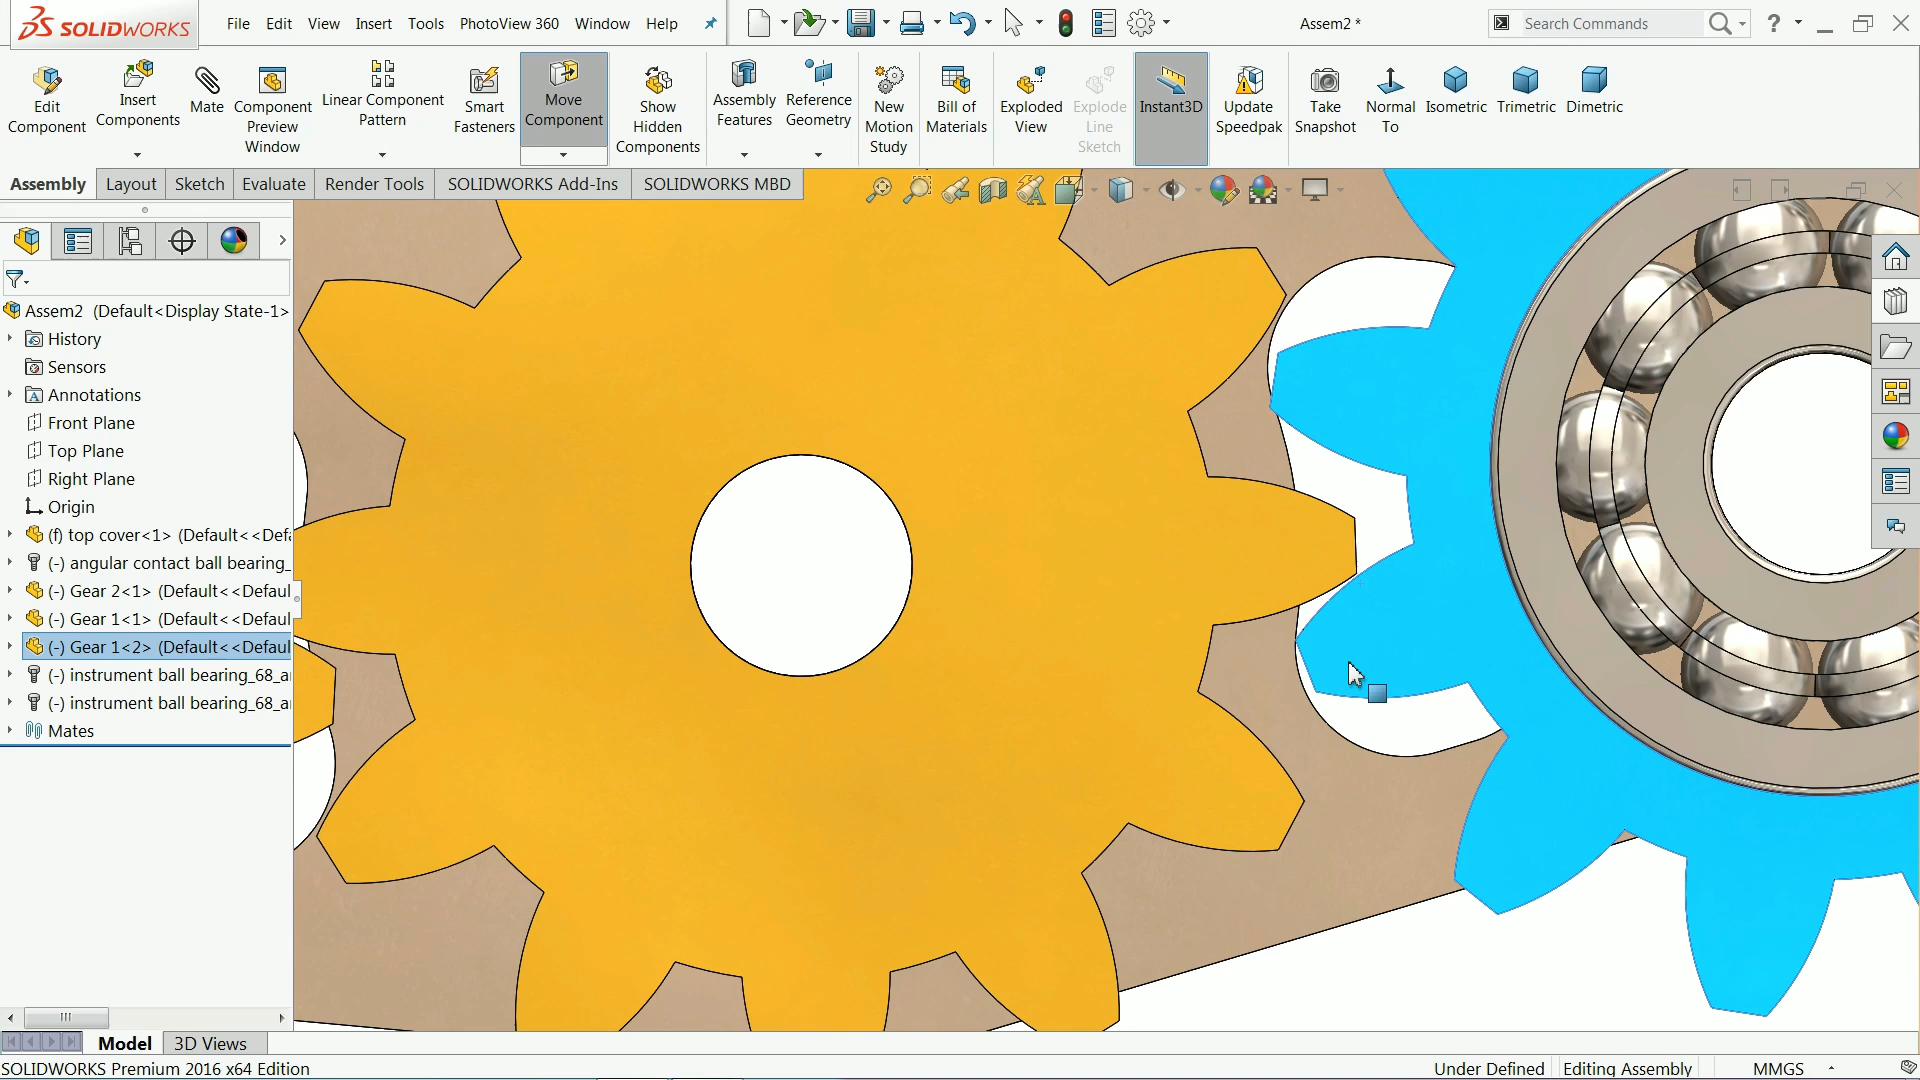 SOLIDWORKS
File Edit View Insert Tools PhotoView 360 Window Help
Assem2 *
Search Commands
?
Edit Component
Insert Components
Mate
Component Preview Window
Linear Component Pattern
Smart Fasteners
Move Component
Show Hidden Components
Assembly Features
Reference Geometry
New Motion Study
Bill of Materials
Exploded View
Explode Line Sketch
Instant3D
Update Speedpak
Take Snapshot
Normal To
Isometric
Trimetric
Dimetric
Assembly Layout Sketch Evaluate Render Tools SOLIDWORKS Add-Ins SOLIDWORKS MBD
Assem2 (Default<Display State-1>
History
Sensors
Annotations
Front Plane
Top Plane
Right Plane
Origin
(f) top cover<1> (Default<<Defa
(-) angular contact ball bearing_
(-) Gear 2<1> (Default<<Defaul
(-) Gear 1<1> (Default<<Defaul
(-) Gear 1<2> (Default<<Defaul
(-) instrument ball bearing_68_a
(-) instrument ball bearing_68_a
Mates
Model 3D Views
SOLIDWORKS Premium 2016 x64 Edition
Under Defined Editing Assembly MMGS